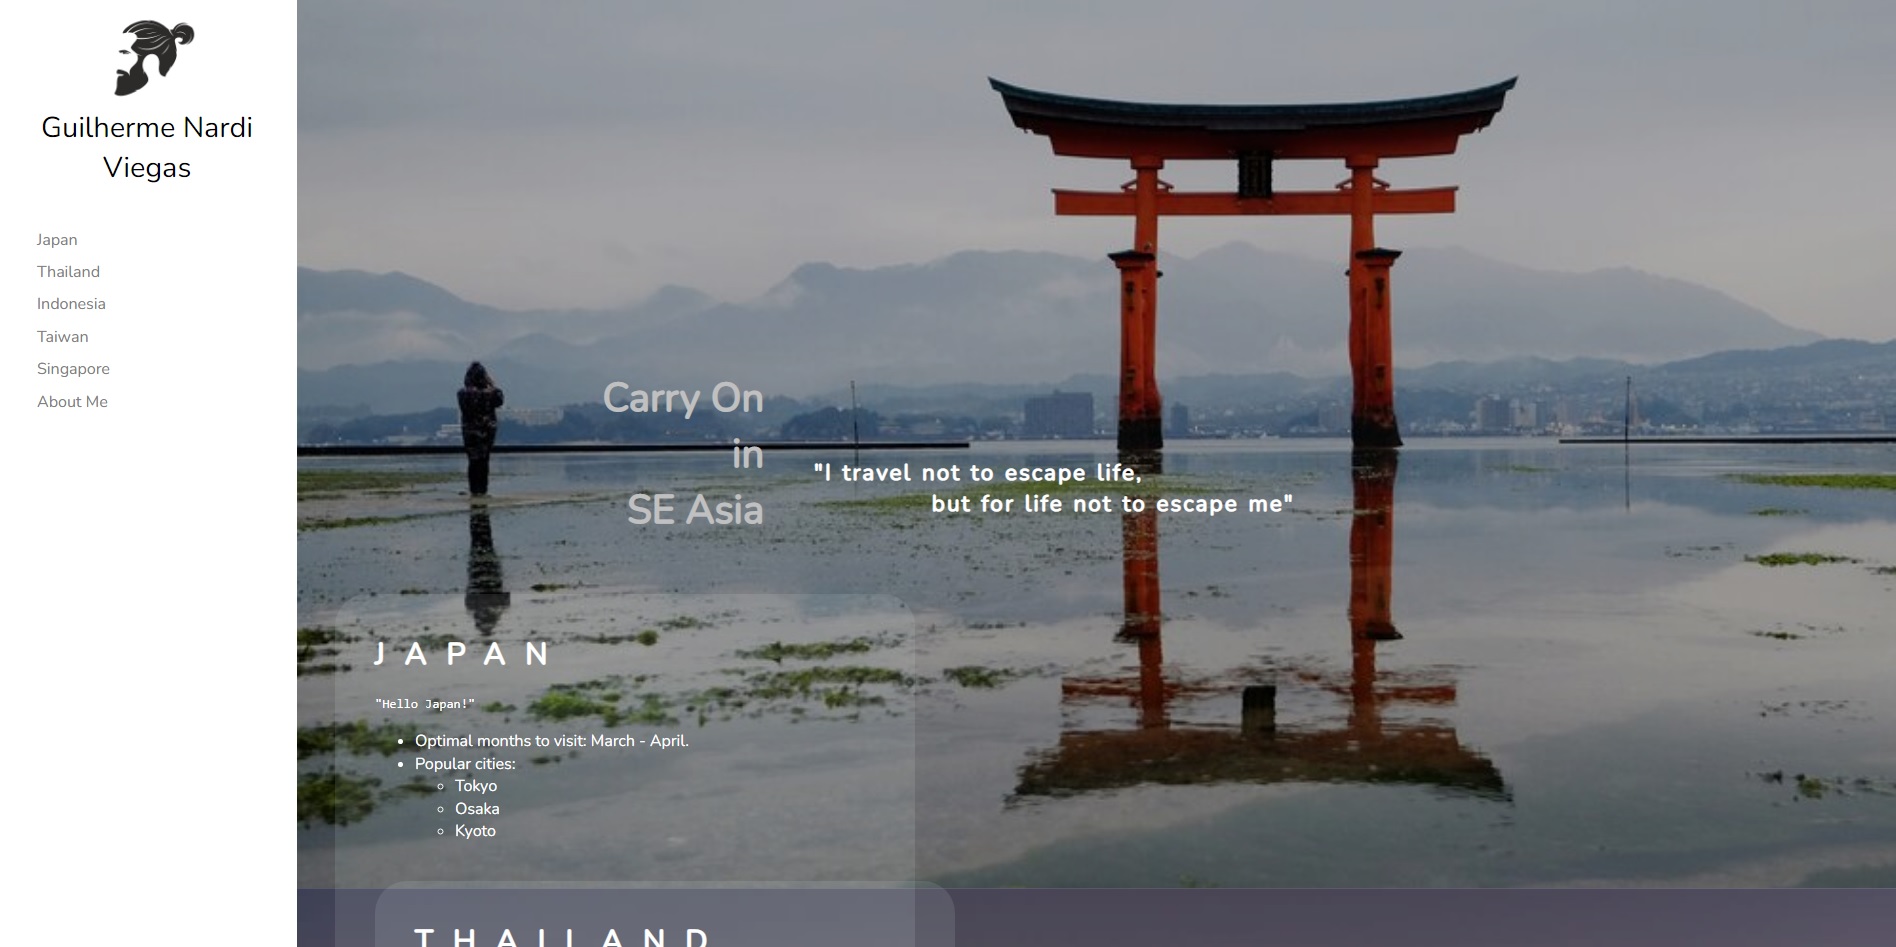 Guilherme Nardi
Viegas
Japan
Thailand
Indonesia
Taiwan
Singapore
About Me
Carry On
in
SE Asia
"I travel not to escape life,
but for life not to escape me"
JAPAN
"Hello Japan!"
Optimal months to visit: March - April.
Popular cities:
Tokyo
Osaka
Kyoto
THAILAND